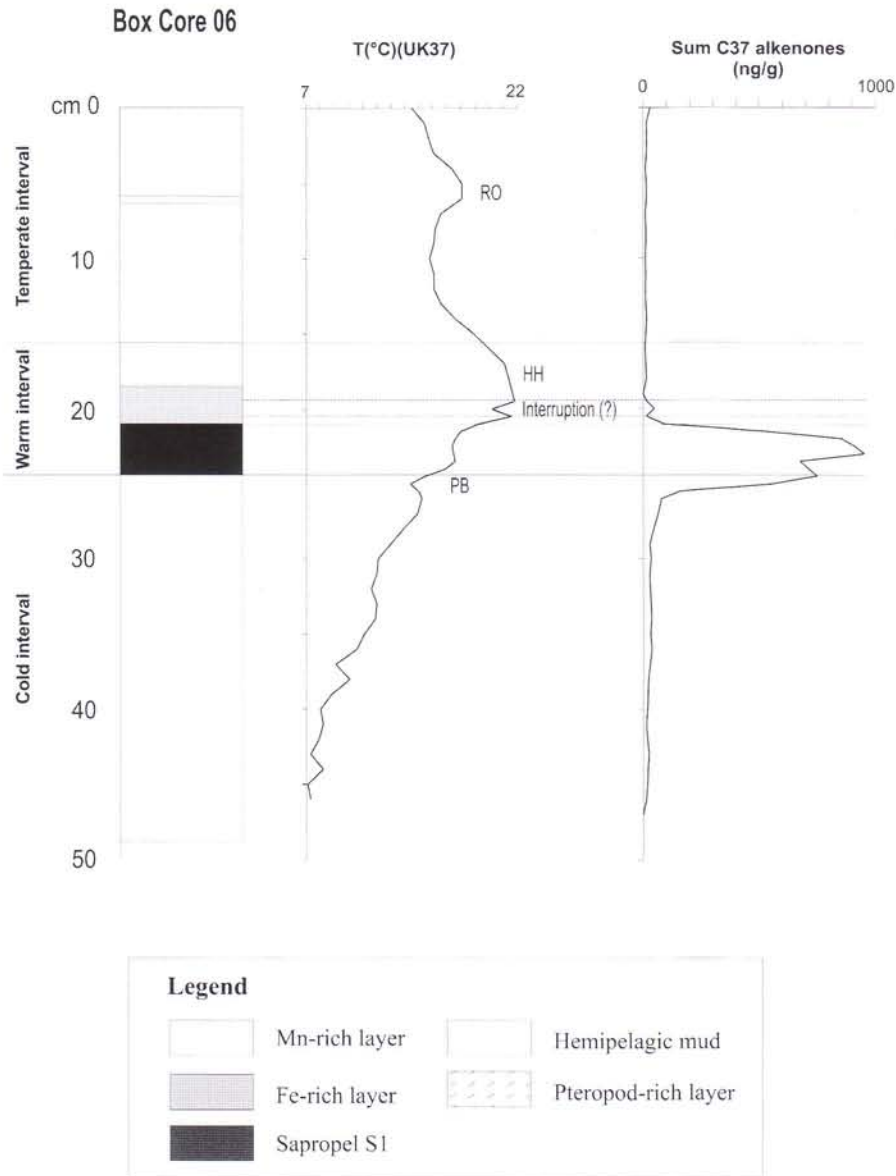 Box Core 06
T(°C)(UK37)
Sum C37 alkenones
(ng/g)
7
22
0
1000
cm 0
10
20
30
40
50
Temperate interval
Warm interval
Cold interval
RO
HH
Interruption (?)
PB
Legend
Mn-rich layer
Hemipelagic mud
Fe-rich layer
Pteropod-rich layer
Sapropel S1